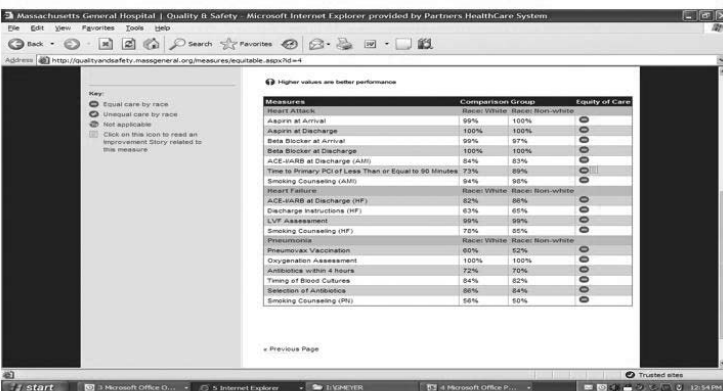 Massachusetts General Hospital | Quality & Safety - Microsoft Internet Explorer provided by Partners HealthCare System
File Edit View Favorites Tools Help
Back Search Favorites
Address http://qualityandsafety.massgeneral.org/measures/equitable.aspx?id=4
Higher values are better performance
Key:
Equal care by race
Unequal care by race
Not applicable
Click on this icon to read an
Improvement Story related to
this measure
Measures Comparison Group Equity of Care
Heart Attack Race: White Race: Non-white
Aspirin at Arrival 99% 100%
Aspirin at Discharge 100% 100%
Beta Blocker at Arrival 99% 97%
Beta Blocker at Discharge 100% 100%
ACE-I/ARB at Discharge (AMI) 84% 83%
Time to Primary PCI of Less Than or Equal to 90 Minutes 73% 89%
Smoking Counseling (AMI) 94% 98%
Heart Failure Race: White Race: Non-white
ACE-I/ARB at Discharge (HF) 82% 86%
Discharge Instructions (HF) 63% 65%
LVF Assessment 99% 99%
Smoking Counseling (HF) 78% 85%
Pneumonia Race: White Race: Non-white
Pneumovax Vaccination 60% 52%
Oxygenation Assessment 100% 100%
Antibiotics within 4 hours 72% 70%
Timing of Blood Cultures 84% 82%
Selection of Antibiotics 86% 84%
Smoking Counseling (PN) 56% 50%
« Previous Page
Trusted sites
start 3 Microsoft Office O... 5 Internet Explorer I:\GMEYER 4 Microsoft Office P... 12:54 PM